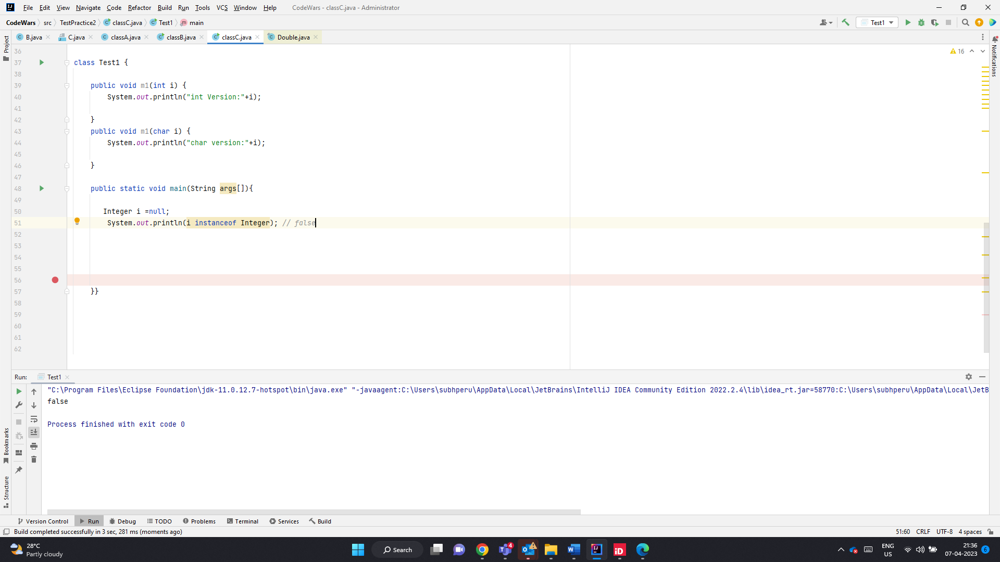 File Edit View Navigate Code Refactor Build Run Tools VCS Window Help CodeWars - classC.java - Administrator
CodeWars src TestPractice2 classC.java Test1 main Test1
B.java C.java classA.java classB.java classC.java Double.java
Project
Notifications
16
36
37 class Test1 {
38
39 public void m1(int i) {
40 System.out.println("int Version:"+i);
41
42 }
43 public void m1(char i) {
44 System.out.println("char version:"+i);
45
46 }
47
48 public static void main(String args[]){
49
50 Integer i =null;
51 System.out.println(i instanceof Integer); // false
52
53
54
55
56
57 }}
58
59
60
61
62
Run: Test1
"C:\Program Files\Eclipse Foundation\jdk-11.0.12.7-hotspot\bin\java.exe" "-javaagent:C:\Users\subhperu\AppData\Local\JetBrains\IntelliJ IDEA Community Edition 2022.2.4\lib\idea_rt.jar=58770:C:\Users\subhperu\AppData\Local\JetB
false
Process finished with exit code 0
Bookmarks
Structure
Version Control Run Debug TODO Problems Terminal Services Build
Build completed successfully in 3 sec, 281 ms (moments ago) 51:60 CRLF UTF-8 4 spaces
28°C
Partly cloudy
Search
4
ENG
US
21:36
07-04-2023
6